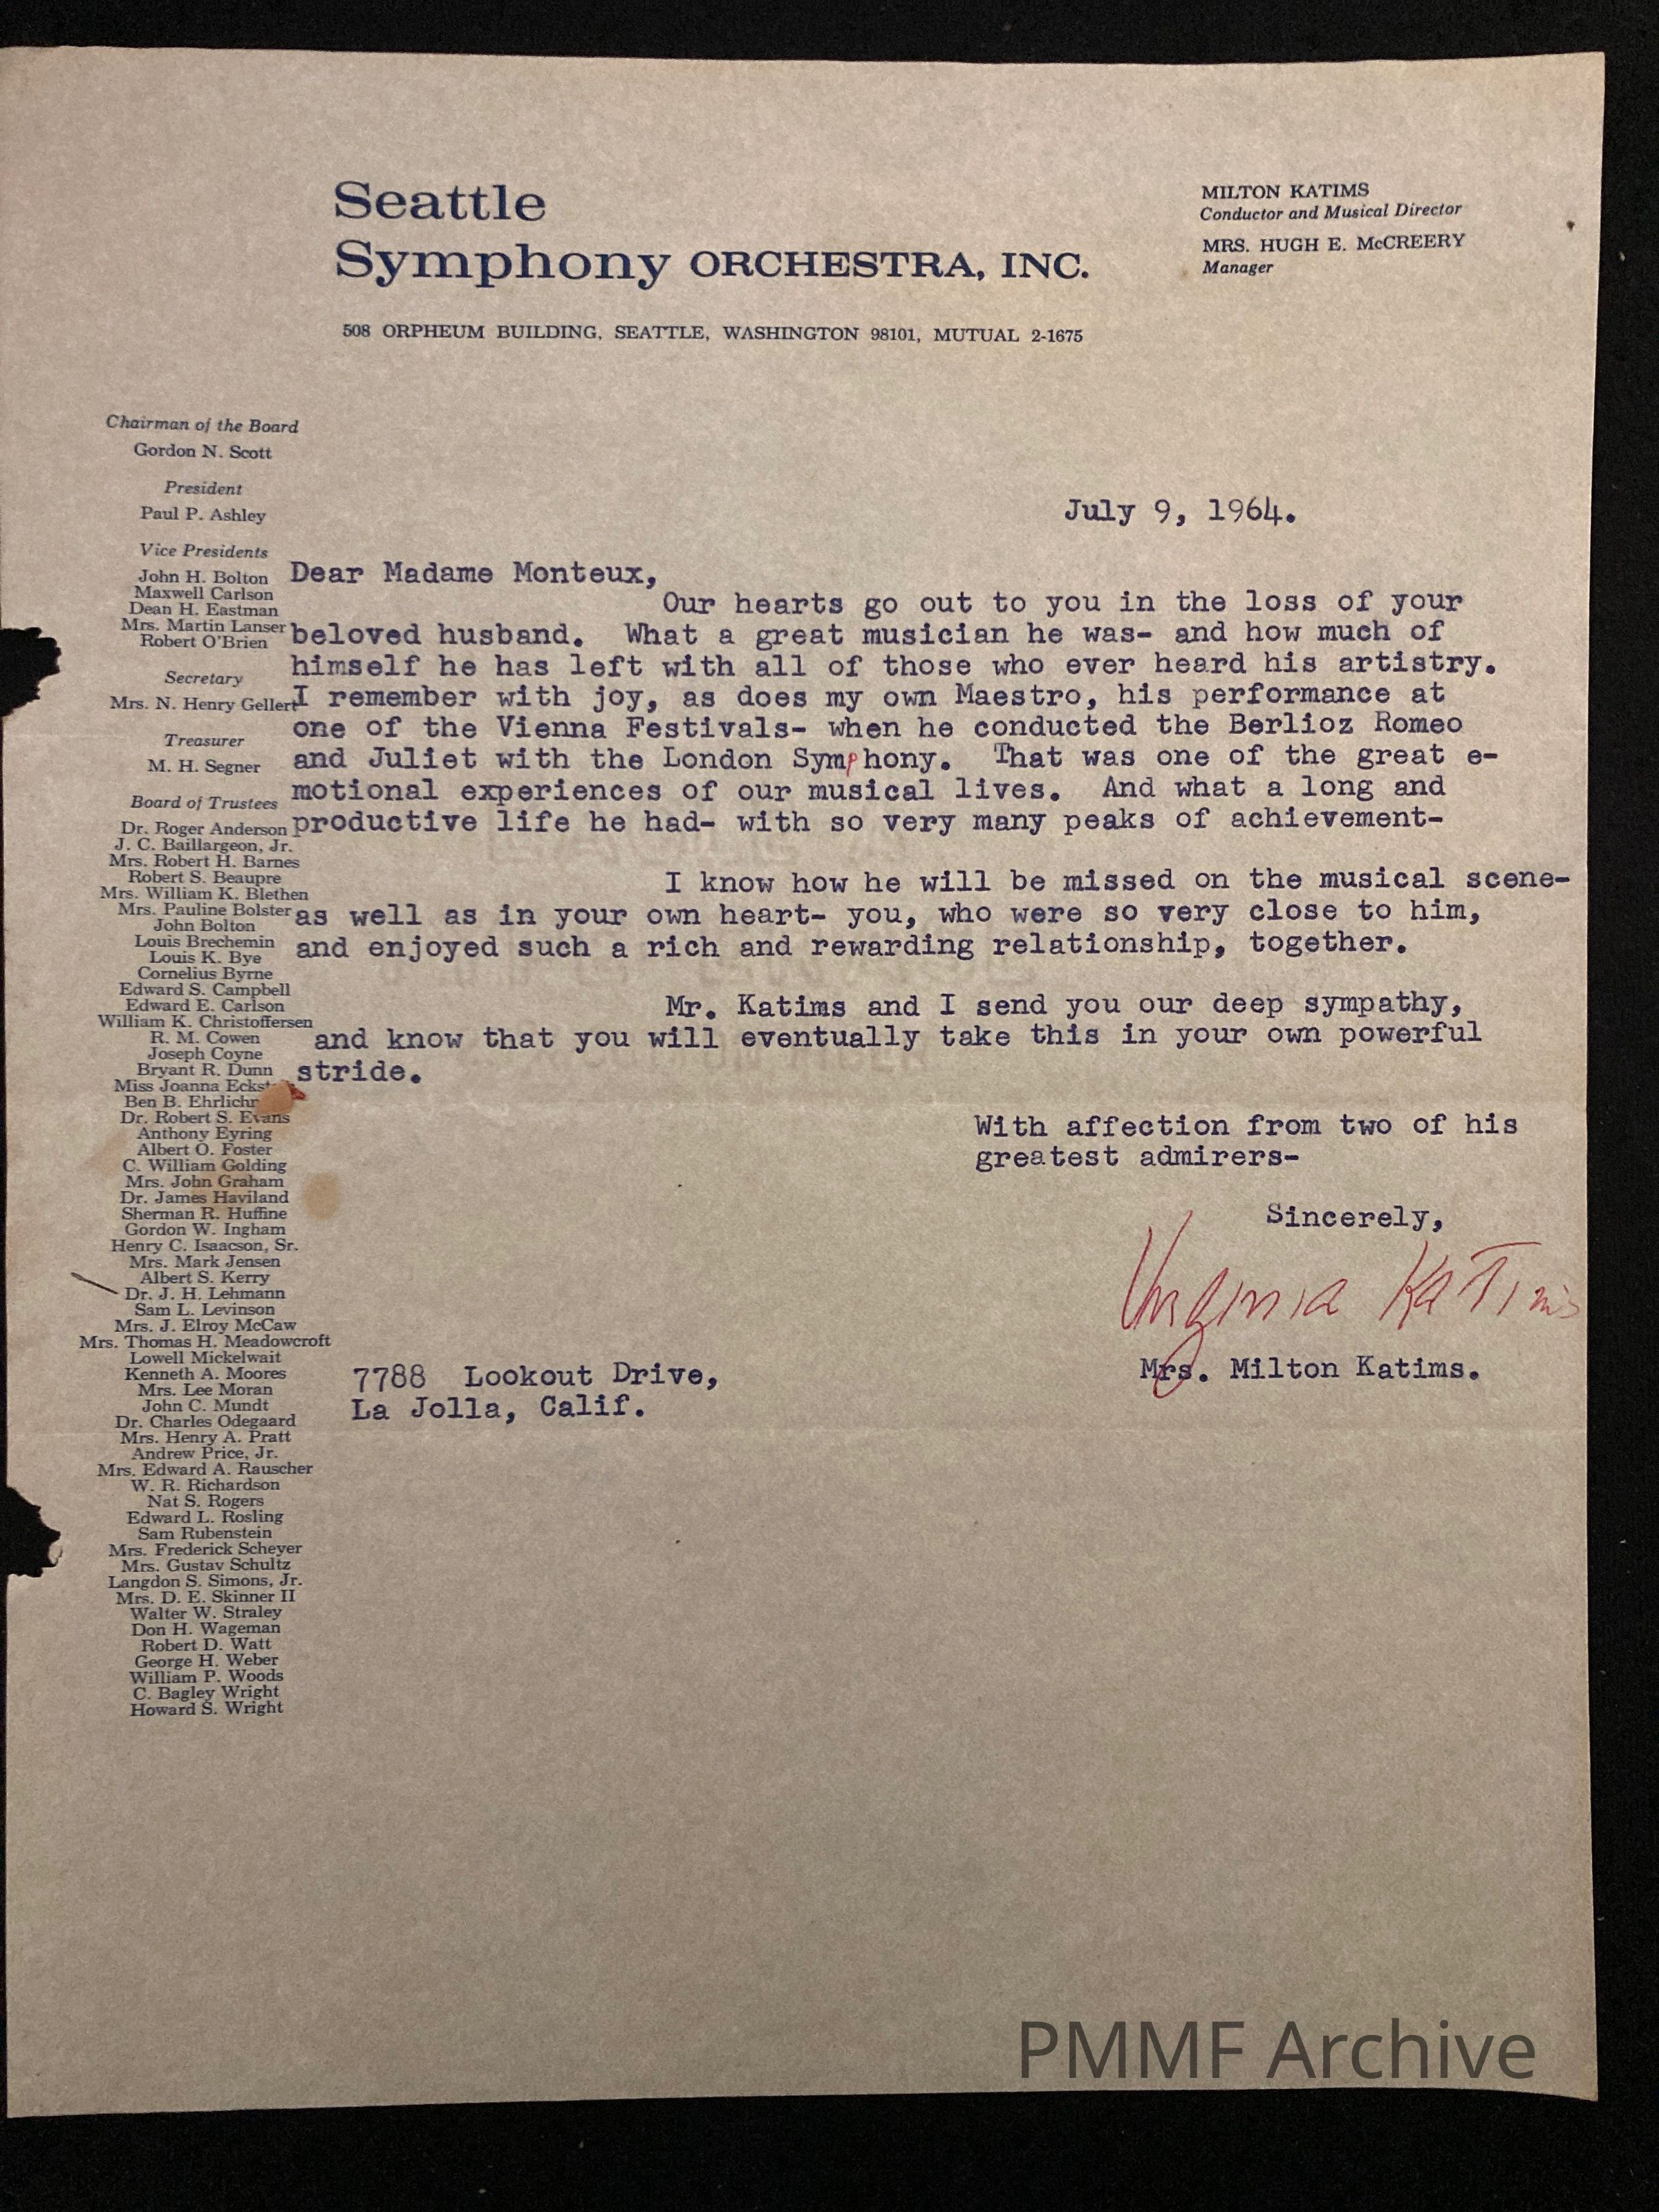 Seattle
Symphony ORCHESTRA, INC.
508 ORPHEUM BUILDING, SEATTLE, WASHINGTON 98101, MUTUAL 2-1675
MILTON KATIMS
Conductor and Musical Director
MRS. HUGH E. McCREERY
Manager
Chairman of the Board
Gordon N. Scott
President
Paul P. Ashley
Vice Presidents
John H. Bolton
Maxwell Carlson
Dean H. Eastman
Mrs. Martin Lanser
Robert O'Brien
Secretary
Mrs. N. Henry Gellert
Treasurer
M. H. Segner
Board of Trustees
Dr. Roger Anderson
J. C. Baillargeon, Jr.
Mrs. Robert H. Barnes
Robert S. Beaupre
Mrs. William K. Blethen
Mrs. Pauline Bolster
John Bolton
Louis Brechemin
Louis K. Bye
Cornelius Byrne
Edward S. Campbell
Edward E. Carlson
William K. Christoffersen
R. M. Cowen
Joseph Coyne
Bryant R. Dunn
Miss Joanna
Ben B.
Dr. Robert S. Evans
Anthony Eyring
Albert O. Foster
C. William Golding
Mrs. John Graham
Dr. James Haviland
Sherman R. Huffine
Gordon W. Ingham
Henry C. Isaacson, Sr.
Mrs. Mark Jensen
Albert S. Kerry
Dr. J. H. Lehmann
Sam L. Levinson
Mrs. J. Elroy McCaw
Mrs. Thomas H. Meadowcroft
Lowell Mickelwait
Kenneth A. Moores
Mrs. Lee Moran
John C. Mundt
Dr. Charles Odegaard
Mrs. Henry A. Pratt
Andrew Price, Jr.
Mrs. Edward A. Rauscher
W. R. Richardson
Nat S. Rogers
Edward L. Rosling
Sam Rubenstein
Mrs. Frederick Scheyer
Mrs. Gustav Schultz
Langdon S. Simons, Jr.
Mrs. D. E. Skinner II
Walter W. Straley
Don H. Wageman
Robert D. Watt
George H. Weber
William P. Woods
C. Bagley Wright
Howard S. Wright
July 9, 1964.
Dear Madame Monteux,
Our hearts go out to you in the loss of your
beloved husband. What a great musician he was- and how much of
himself he has left with all of those who ever heard his artistry.
I remember with joy, as does my own Maestro, his performance at
one of the Vienna Festivals- when he conducted the Berlioz Romeo
and Juliet with the London Symphony. That was one of the great e-
motional experiences of our musical lives. And what a long and
productive life he had- with so very many peaks of achievement-
I know how he will be missed on the musical scene-
as well as in your own heart- you, who were so very close to him,
and enjoyed such a rich and rewarding relationship, together.
Mr. Katims and I send you our deep sympathy,
and know that you will eventually take this in your own powerful
stride.
With affection from two of his
greatest admirers-
Sincerely,
Virginia Katims
Mrs. Milton Katims.
7788 Lookout Drive,
La Jolla, Calif.
PMMF Archive